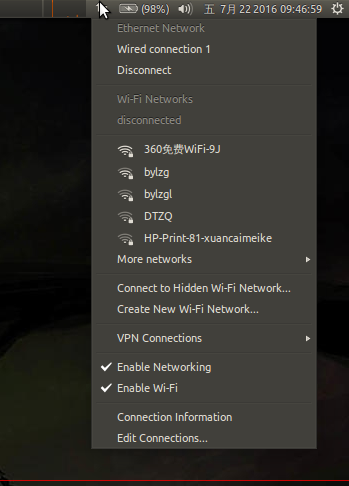 (98%) 五 7月 22 2016 09:46:59
Ethernet Network
Wired connection 1
Disconnect
Wi-Fi Networks
disconnected
360免费WiFi-9J
bylzg
bylzgl
DTZQ
HP-Print-81-xuancaimeike
More networks
Connect to Hidden Wi-Fi Network...
Create New Wi-Fi Network...
VPN Connections
Enable Networking
Enable Wi-Fi
Connection Information
Edit Connections...